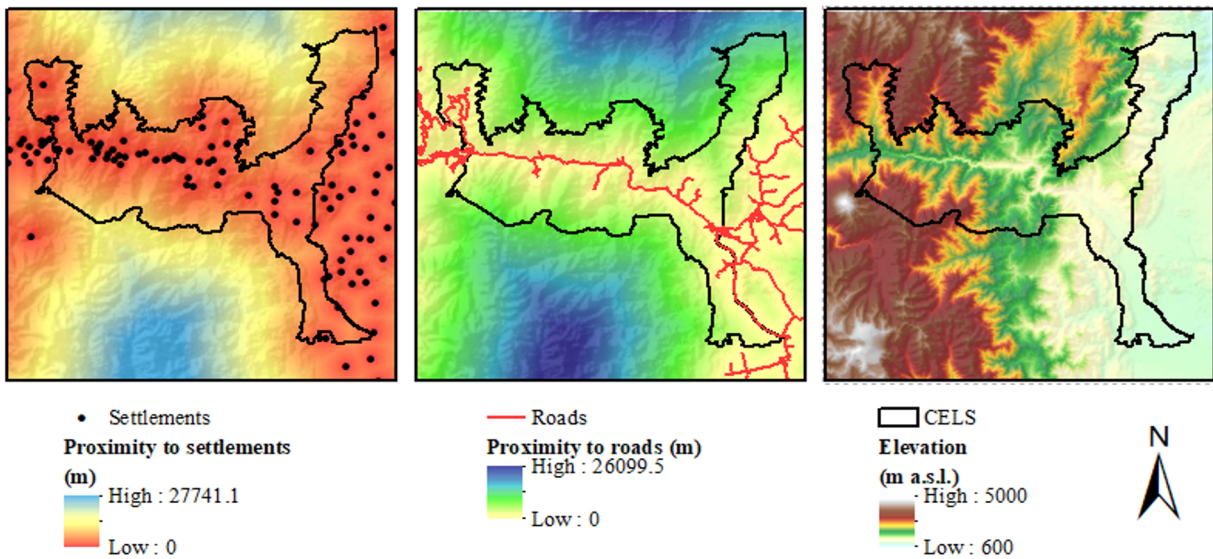 Settlements
Proximity to settlements
(m)
High : 27741.1
Low : 0
Roads
Proximity to roads (m)
High : 26099.5
Low : 0
CELS
Elevation
(m a.s.l.)
High : 5000
Low : 600
N